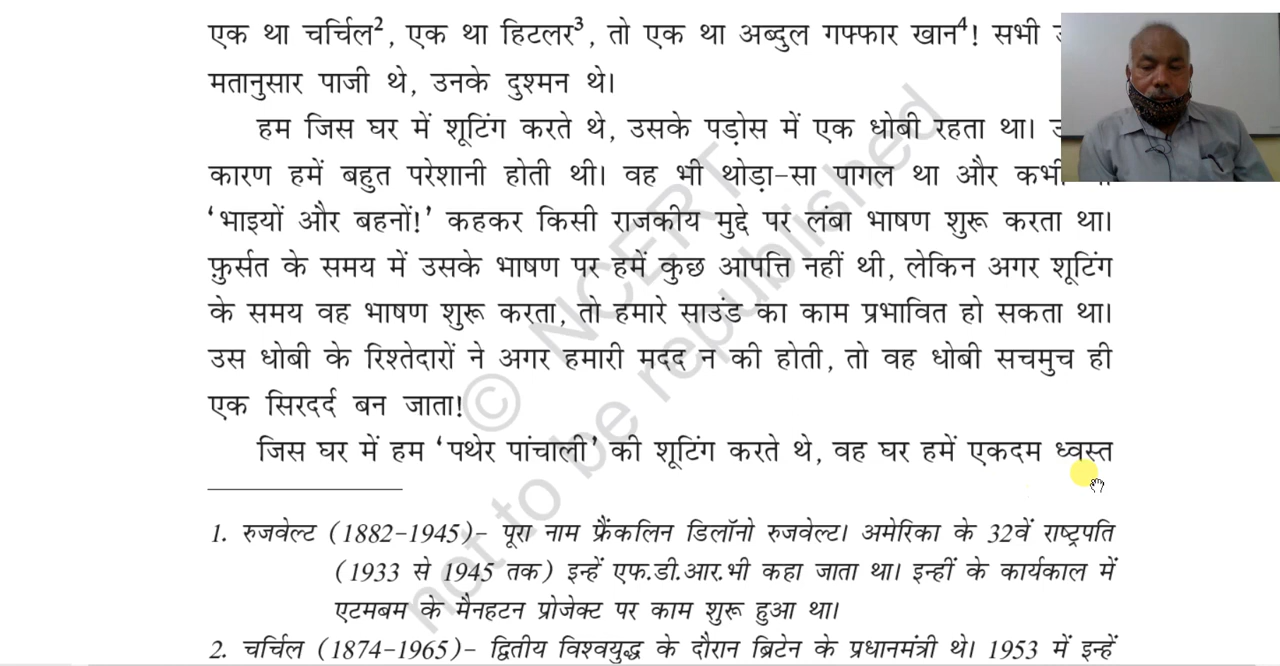 एक था चर्चिल², एक था हिटलर³, तो एक था अब्दुल गफ्फार खान⁴! सभी
मतानुसार पाजी थे, उनके दुश्मन थे।
हम जिस घर में शूटिंग करते थे, उसके पड़ोस में एक धोबी रहता था।
कारण हमें बहुत परेशानी होती थी। वह भी थोड़ा-सा पागल था और कभी
‘भाइयों और बहनों!’ कहकर किसी राजकीय मुद्दे पर लंबा भाषण शुरू करता था।
फ़ुर्सत के समय में उसके भाषण पर हमें कुछ आपत्ति नहीं थी, लेकिन अगर शूटिंग
के समय वह भाषण शुरू करता, तो हमारे साउंड का काम प्रभावित हो सकता था।
उस धोबी के रिश्तेदारों ने अगर हमारी मदद न की होती, तो वह धोबी सचमुच ही
एक सिरदर्द बन जाता!
जिस घर में हम ‘पथेर पांचाली’ की शूटिंग करते थे, वह घर हमें एकदम ध्वस्त
1. रुजवेल्ट (1882-1945)- पूरा नाम फ्रैंकलिन डिलॉनो रुजवेल्ट। अमेरिका के 32वें राष्ट्रपति
(1933 से 1945 तक) इन्हें एफ.डी.आर.भी कहा जाता था। इन्हीं के कार्यकाल में
एटमबम के मैनहटन प्रोजेक्ट पर काम शुरू हुआ था।
2. चर्चिल (1874-1965)- द्वितीय विश्वयुद्ध के दौरान ब्रिटेन के प्रधानमंत्री थे। 1953 में इन्हें
© NCERT
not to be republished